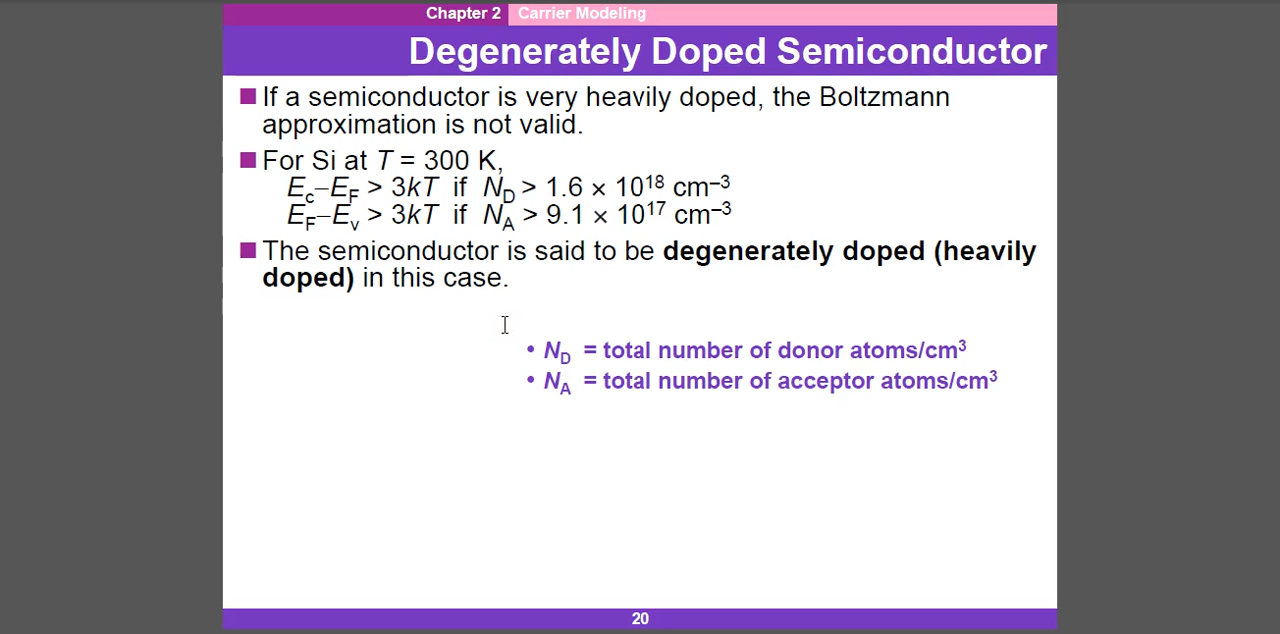 Chapter 2 Carrier Modeling
Degenerately Doped Semiconductor
If a semiconductor is very heavily doped, the Boltzmann
approximation is not valid.
For Si at T = 300 K,
Ec–EF > 3kT if ND > 1.6 × 10¹⁸ cm⁻³
EF–Ev > 3kT if NA > 9.1 × 10¹⁷ cm⁻³
The semiconductor is said to be degenerately doped (heavily
doped) in this case.
• ND = total number of donor atoms/cm³
• NA = total number of acceptor atoms/cm³
20